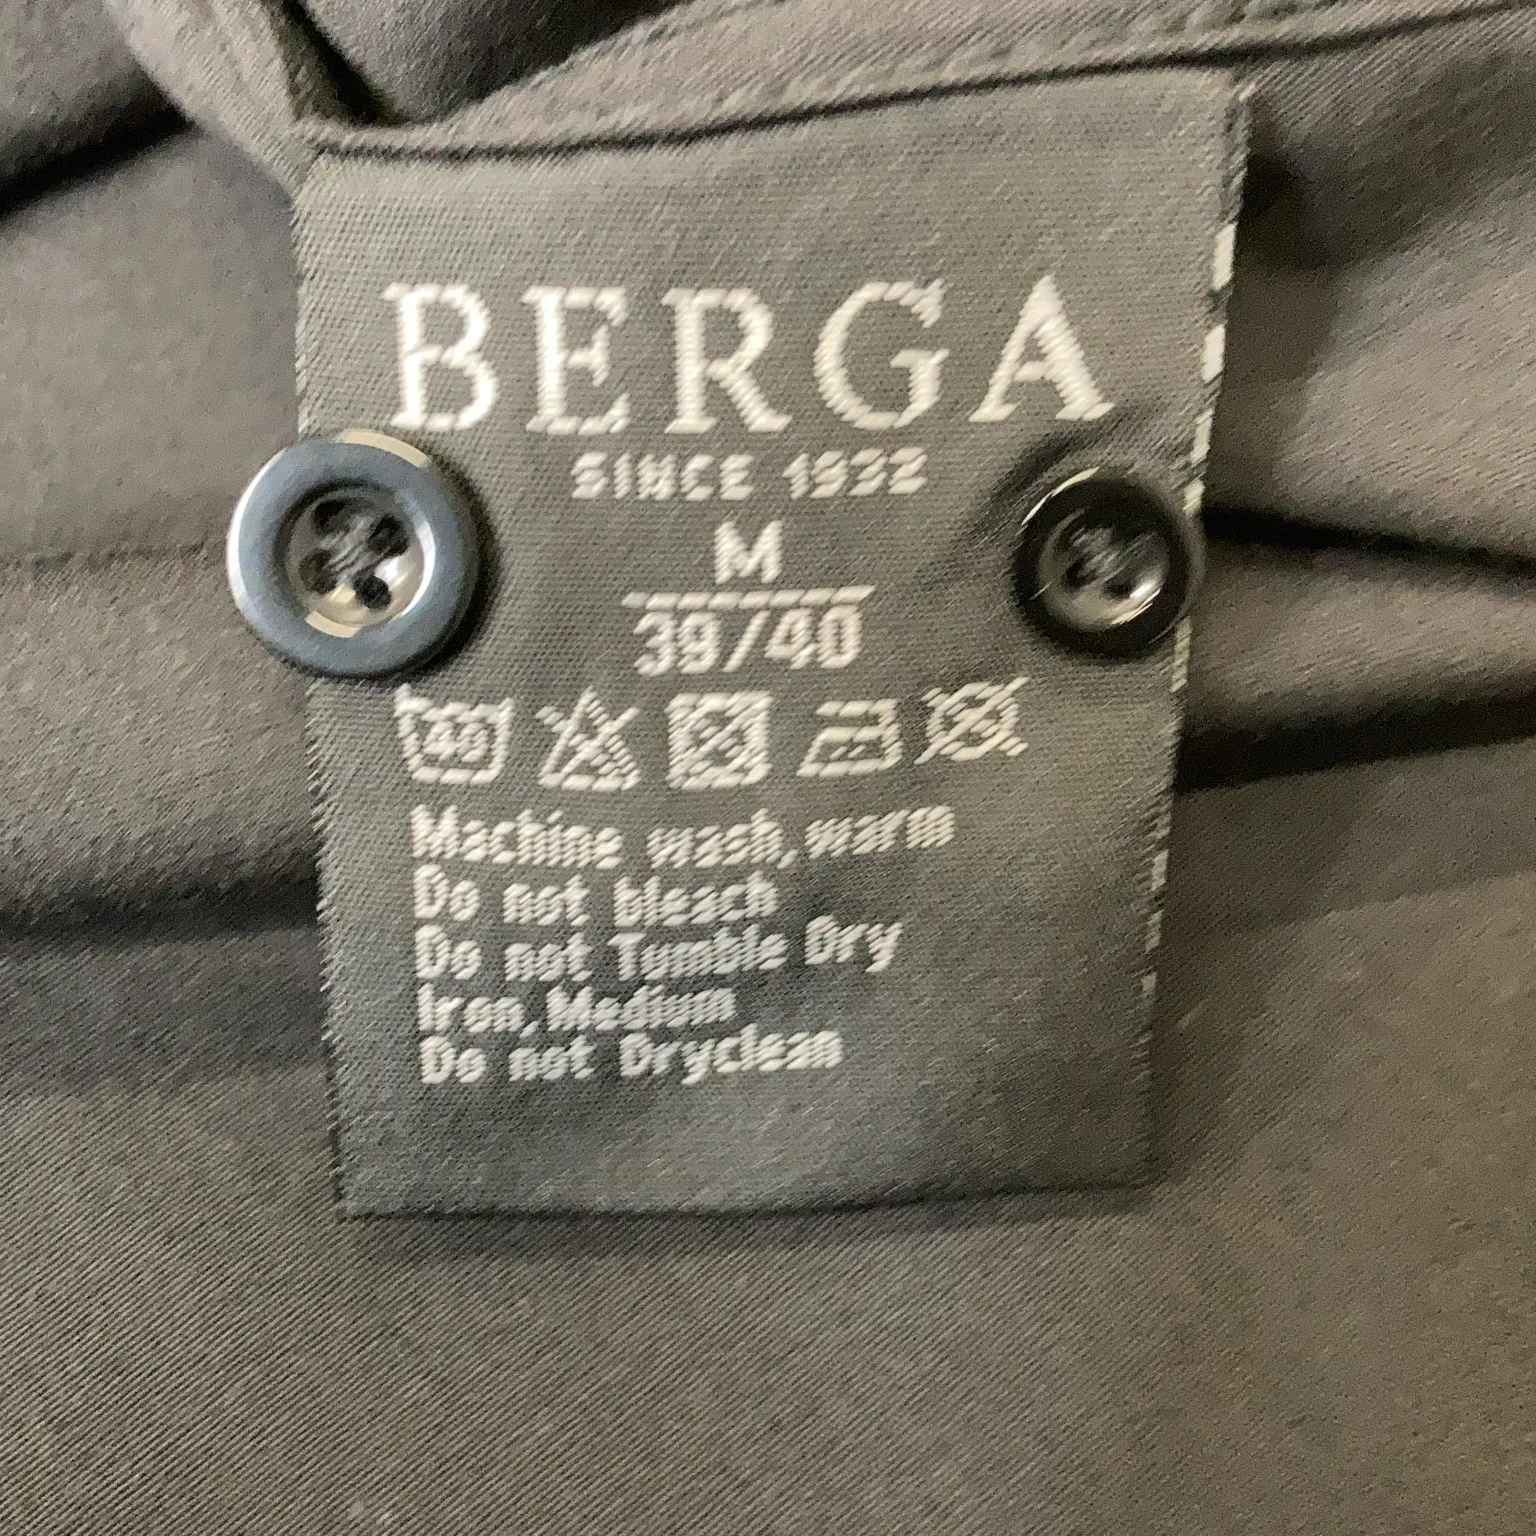 BERGA
SINCE 1932
M
39/40
40
Machine wash, warm
Do not bleach
Do not Tumble Dry
Iron, Medium
Do not Dryclean